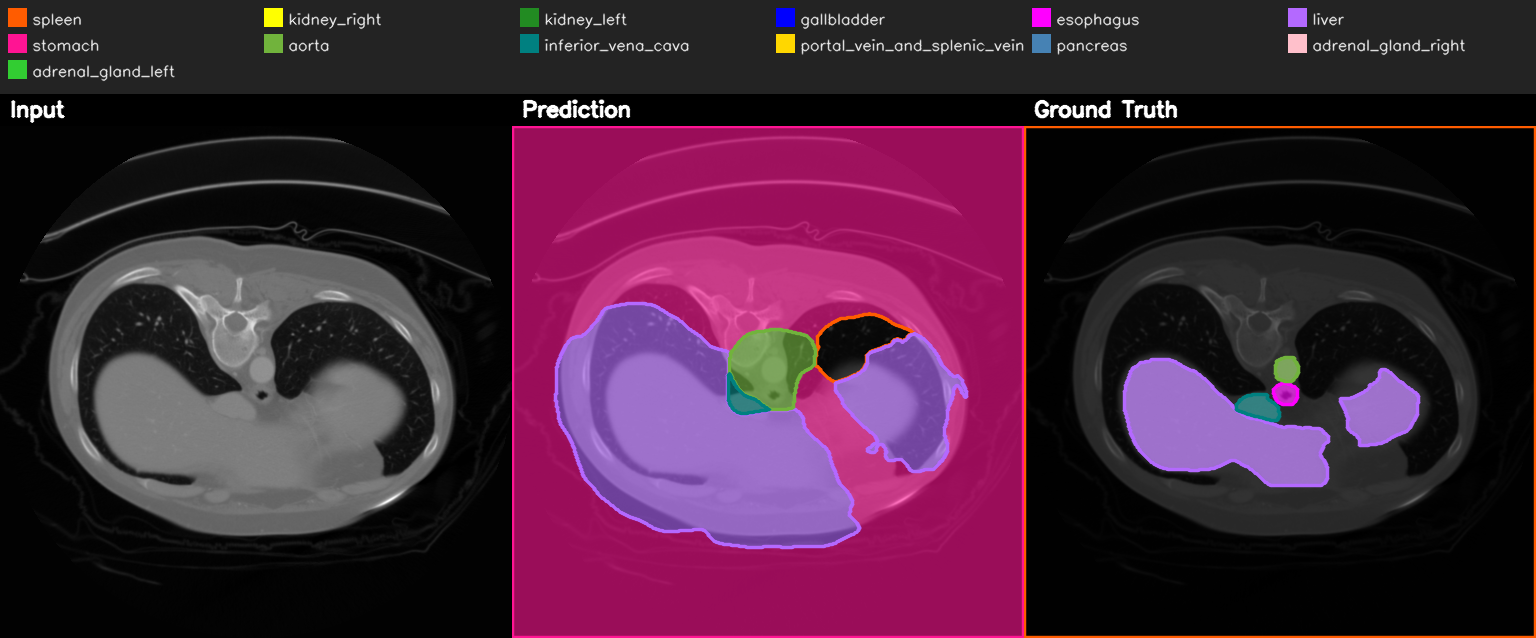 spleen kidney_right kidney_left gallbladder esophagus liver
stomach aorta inferior_vena_cava portal_vein_and_splenic_vein pancreas adrenal_gland_right
adrenal_gland_left
Input Prediction Ground Truth